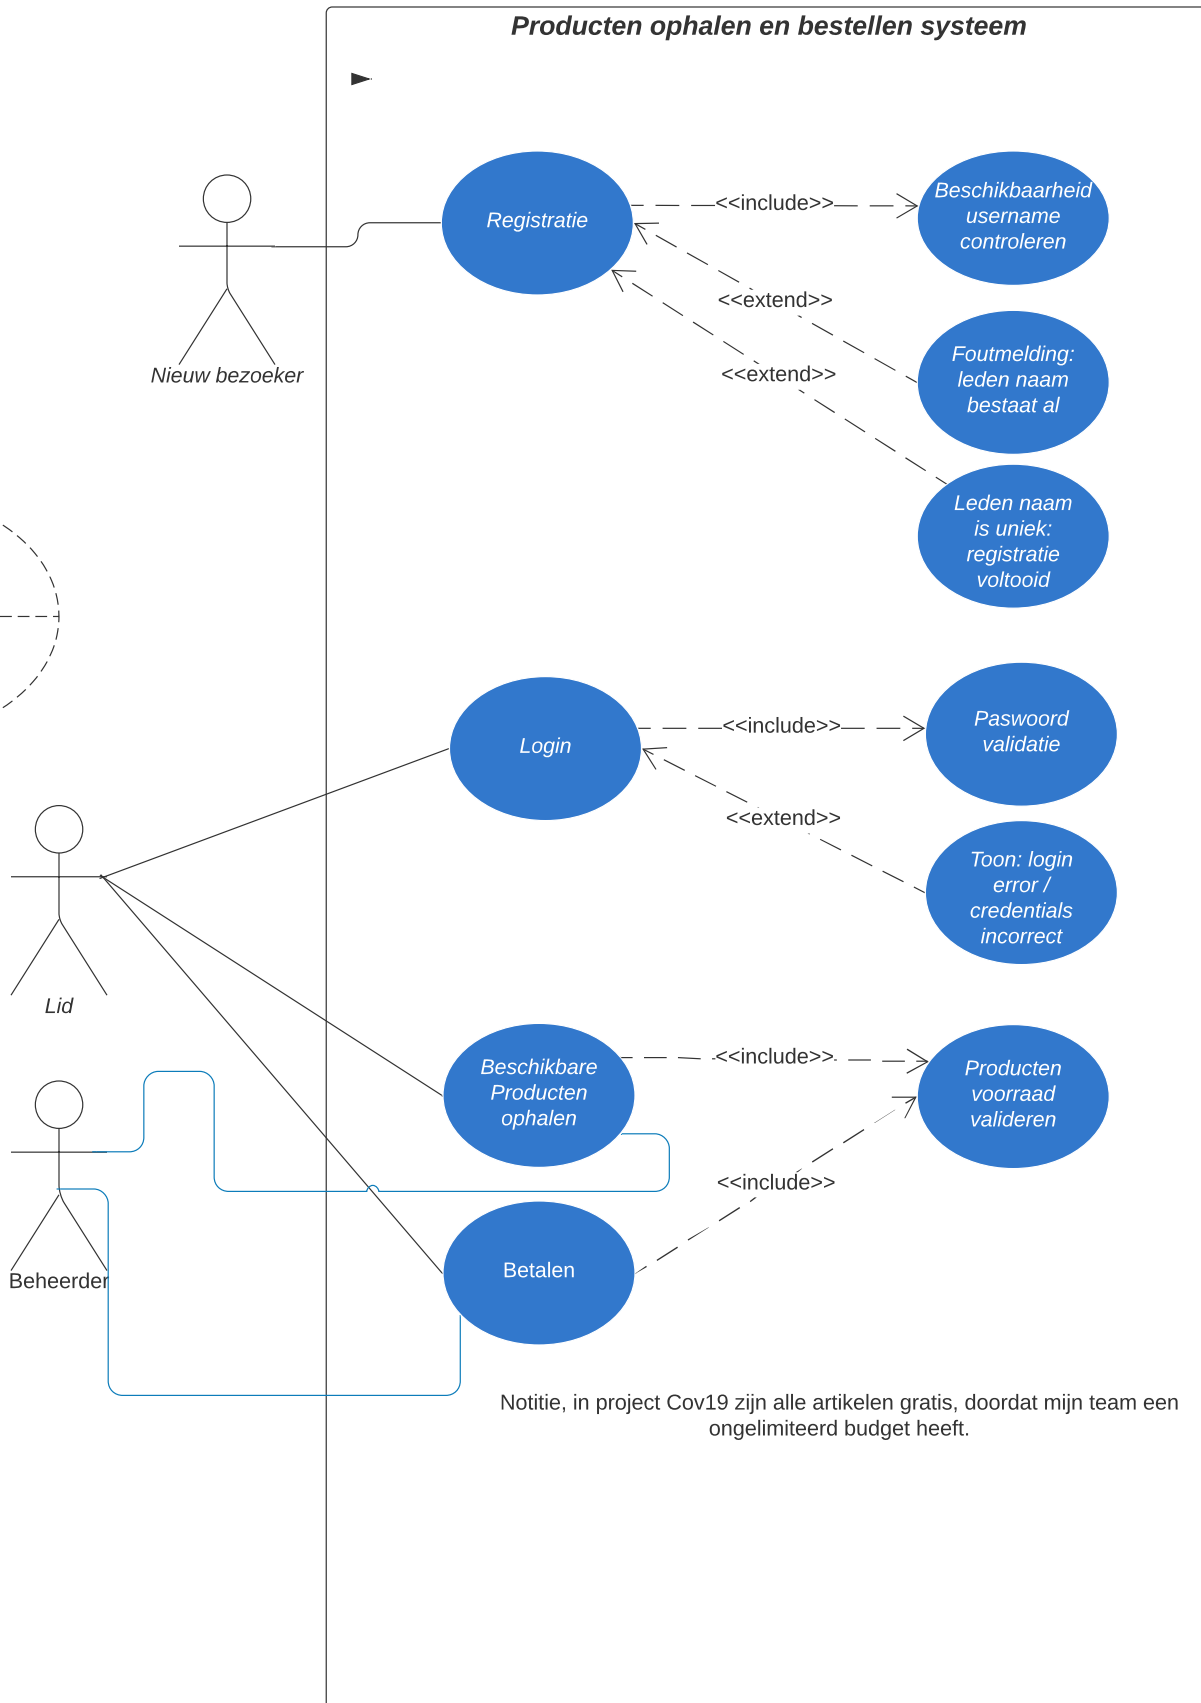 Producten ophalen en bestellen systeem
Registratie
<<include>>
Beschikbaarheid
username
controleren
<<extend>>
Foutmelding:
leden naam
bestaat al
<<extend>>
Nieuw bezoeker
Leden naam
is uniek:
registratie
voltooid
Login
<<include>>
Paswoord
validatie
<<extend>>
Toon: login
error /
credentials
incorrect
Lid
Beschikbare
Producten
ophalen
<<include>>
Producten
voorraad
valideren
<<include>>
Betalen
Beheerder
Notitie, in project Cov19 zijn alle artikelen gratis, doordat mijn team een
ongelimiteerd budget heeft.